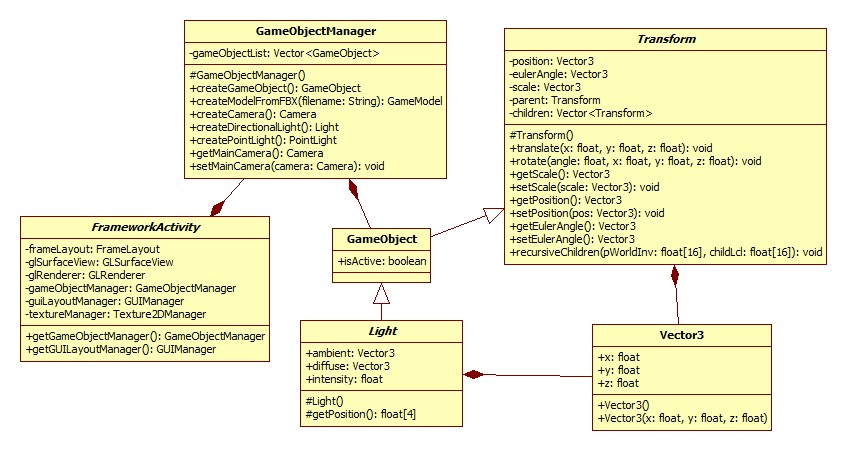 GameObjectManager
-gameObjectList: Vector<GameObject>
#GameObjectManager()
+createGameObject(): GameObject
+createModelFromFBX(filename: String): GameModel
+createCamera(): Camera
+createDirectionalLight(): Light
+createPointLight(): PointLight
+getMainCamera(): Camera
+setMainCamera(camera: Camera): void
Transform
-position: Vector3
-eulerAngle: Vector3
-scale: Vector3
-parent: Transform
-children: Vector<Transform>
#Transform()
+translate(x: float, y: float, z: float): void
+rotate(angle: float, x: float, y: float, z: float): void
+getScale(): Vector3
+setScale(scale: Vector3): void
+getPosition(): Vector3
+setPosition(pos: Vector3): void
+getEulerAngle(): Vector3
+setEulerAngle(): Vector3
+recursiveChildren(pWorldInv: float[16], childLcl: float[16]): void
FrameworkActivity
-frameLayout: FrameLayout
-glSurfaceView: GLSurfaceView
-glRenderer: GLRenderer
-gameObjectManager: GameObjectManager
-guiLayoutManager: GUIManager
-textureManager: Texture2DManager
+getGameObjectManager(): GameObjectManager
+getGUILayoutManager(): GUIManager
GameObject
+isActive: boolean
Light
+ambient: Vector3
+diffuse: Vector3
+intensity: float
#Light()
#getPosition(): float[4]
Vector3
+x: float
+y: float
+z: float
+Vector3()
+Vector3(x: float, y: float, z: float)